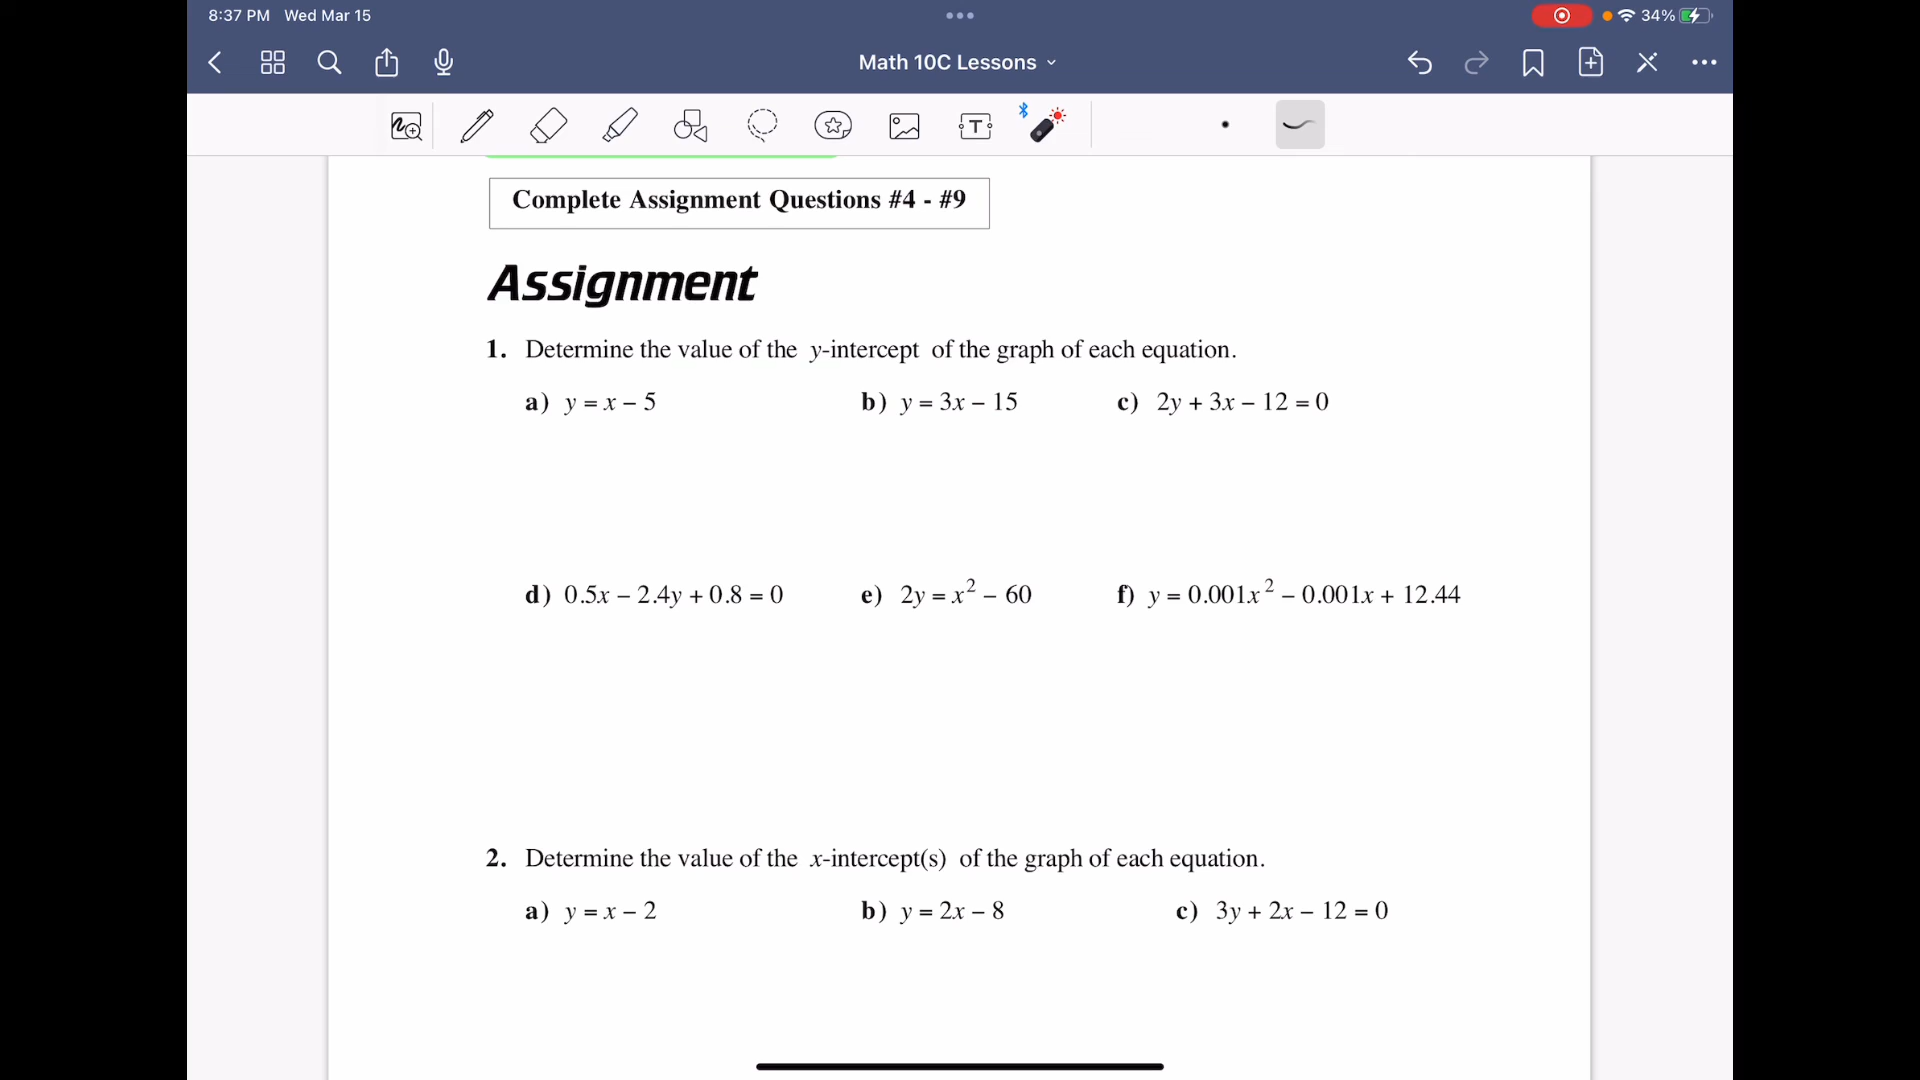 8:37 PM Wed Mar 15
34%
Math 10C Lessons
T
Complete Assignment Questions #4 - #9
Assignment
1. Determine the value of the y-intercept of the graph of each equation.
a) y = x – 5 b) y = 3x – 15 c) 2y + 3x – 12 = 0
d) 0.5x – 2.4y + 0.8 = 0 e) 2y = x² – 60 f) y = 0.001x² – 0.001x + 12.44
2. Determine the value of the x-intercept(s) of the graph of each equation.
a) y = x – 2 b) y = 2x – 8 c) 3y + 2x – 12 = 0